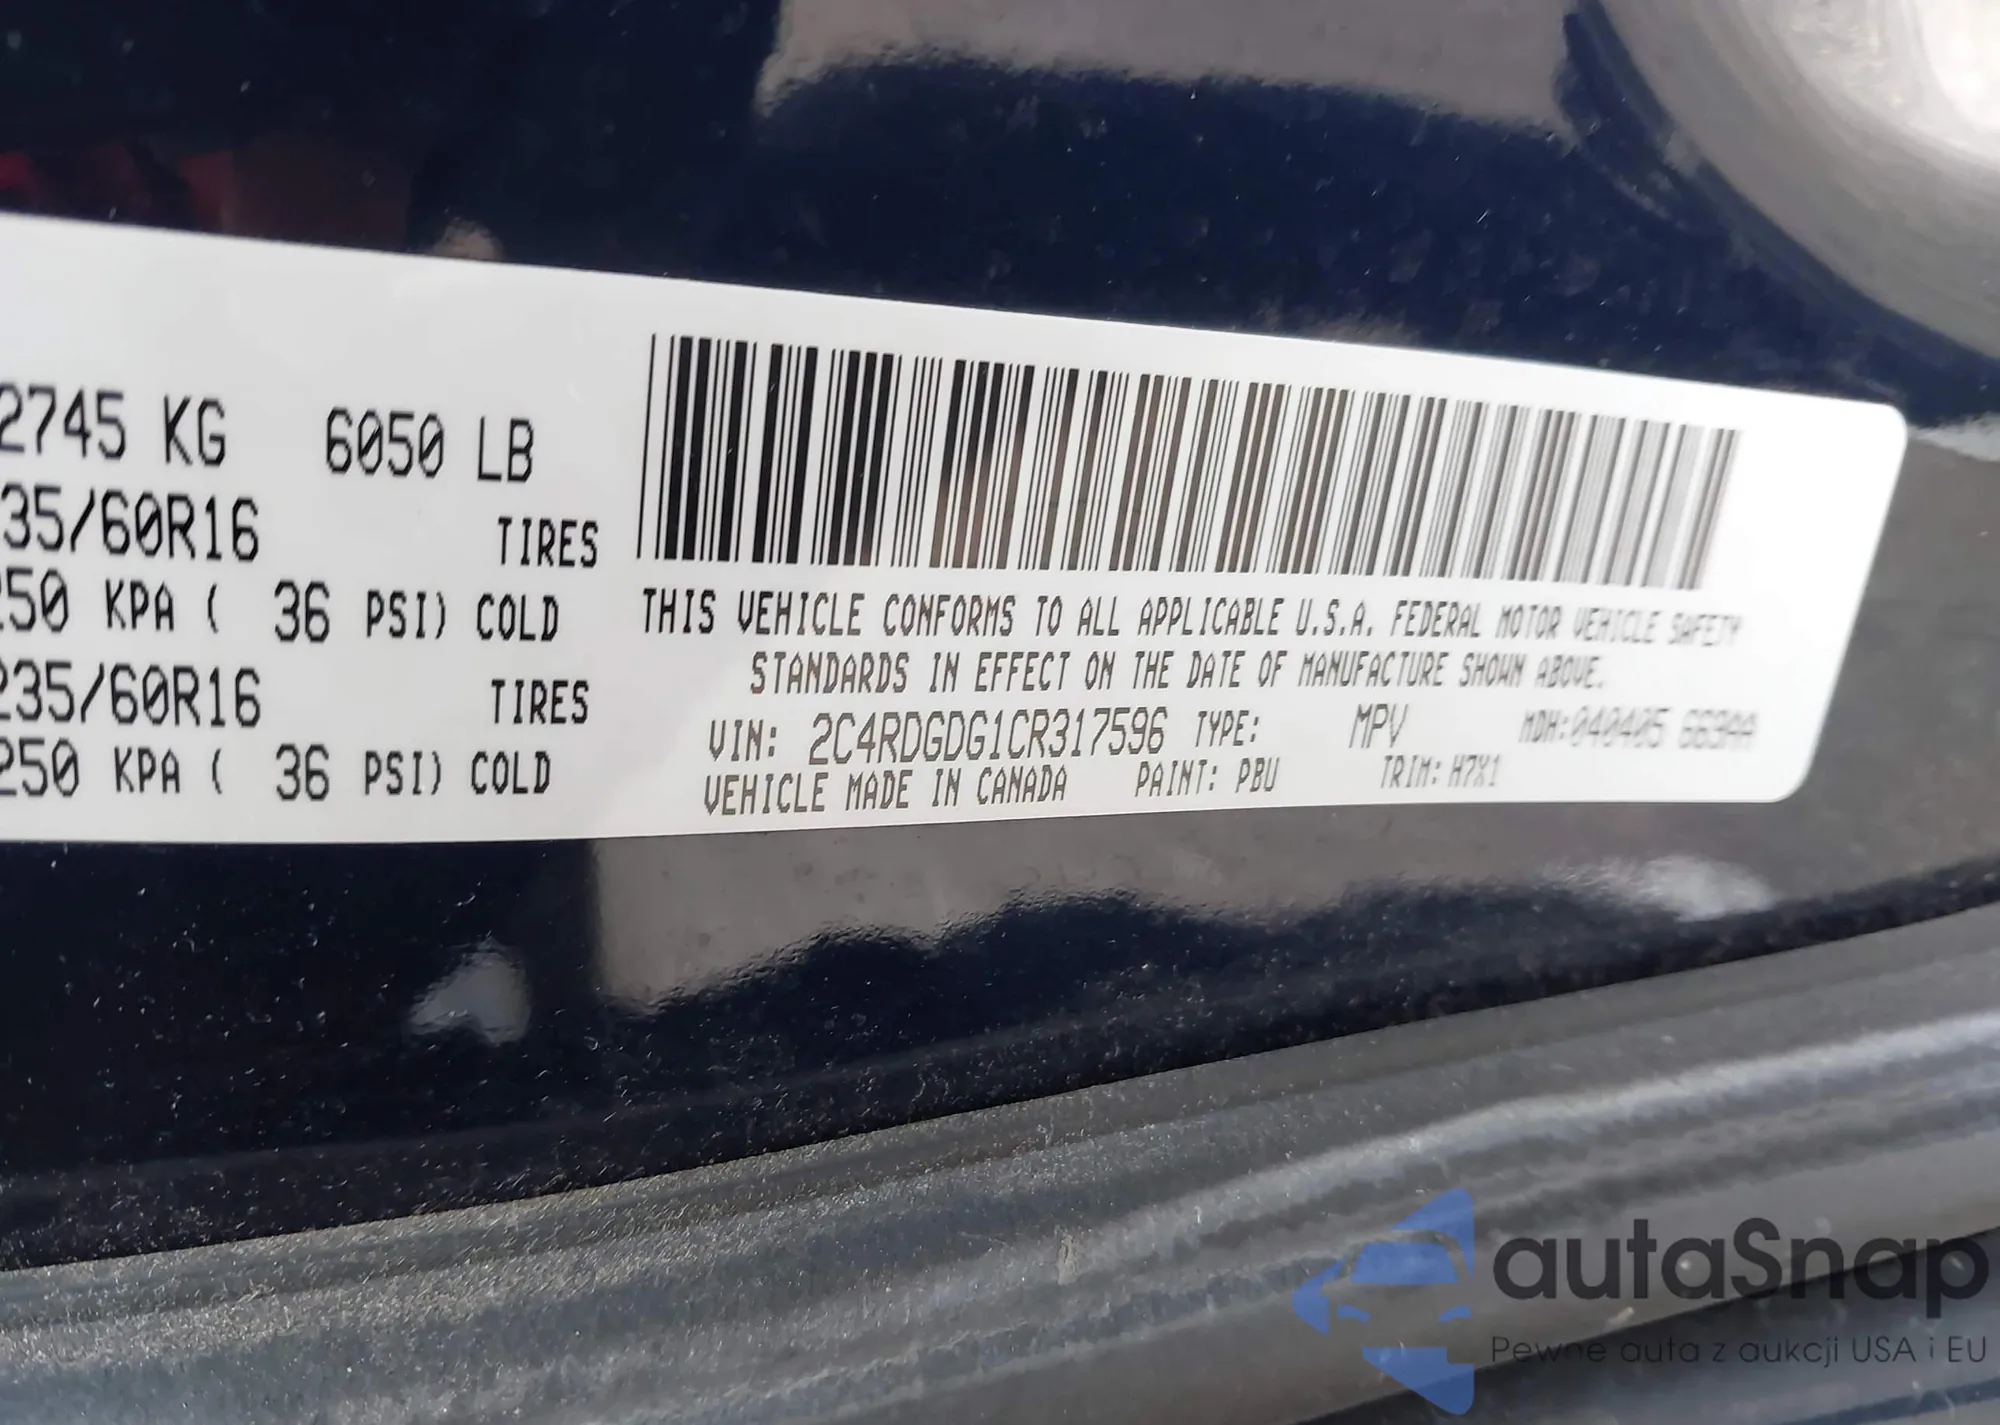 2745 KG 6050 LB
35/60R16 TIRES
250 KPA ( 36 PSI) COLD
235/60R16 TIRES
250 KPA ( 36 PSI) COLD
THIS VEHICLE CONFORMS TO ALL APPLICABLE U.S.A. FEDERAL MOTOR VEHICLE SAFETY
STANDARDS IN EFFECT ON THE DATE OF MANUFACTURE SHOWN ABOVE.
VIN: 2C4RDGDG1CR317596 TYPE: MPV MDH:040405 663AA
VEHICLE MADE IN CANADA PAINT: PBU TRIM: H7X1
autaSnap
Pewne auta z aukcji USA i EU